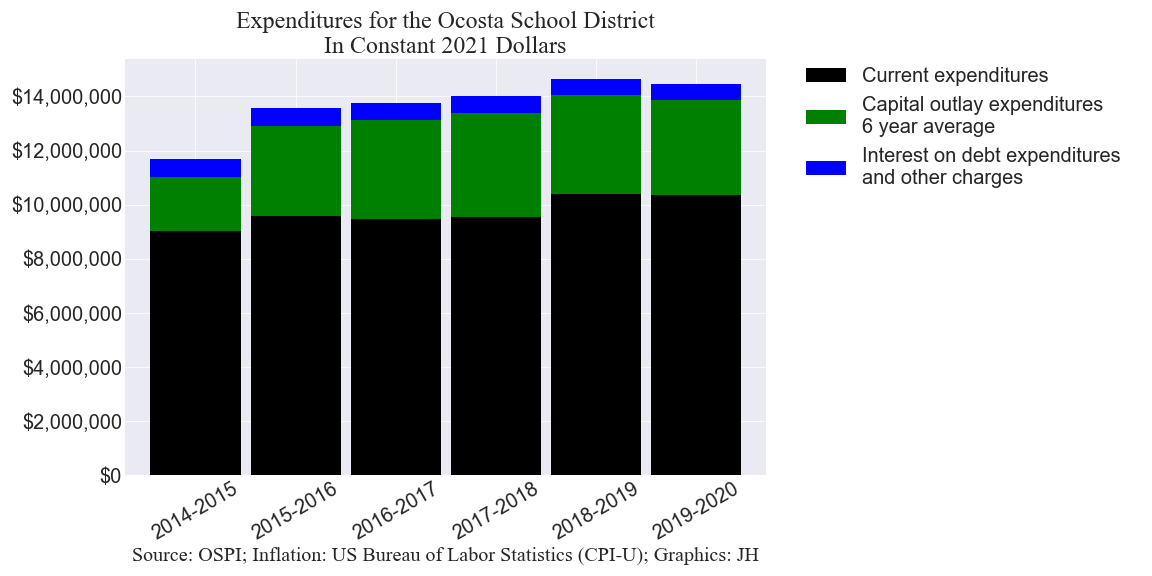 Expenditures for the Ocosta School District
In Constant 2021 Dollars
$14,000,000
$12,000,000
$10,000,000
$8,000,000
$6,000,000
$4,000,000
$2,000,000
$0
2014-2015
2015-2016
2016-2017
2017-2018
2018-2019
2019-2020
Source: OSPI; Inflation: US Bureau of Labor Statistics (CPI-U); Graphics: JH
Current expenditures
Capital outlay expenditures
6 year average
Interest on debt expenditures
and other charges